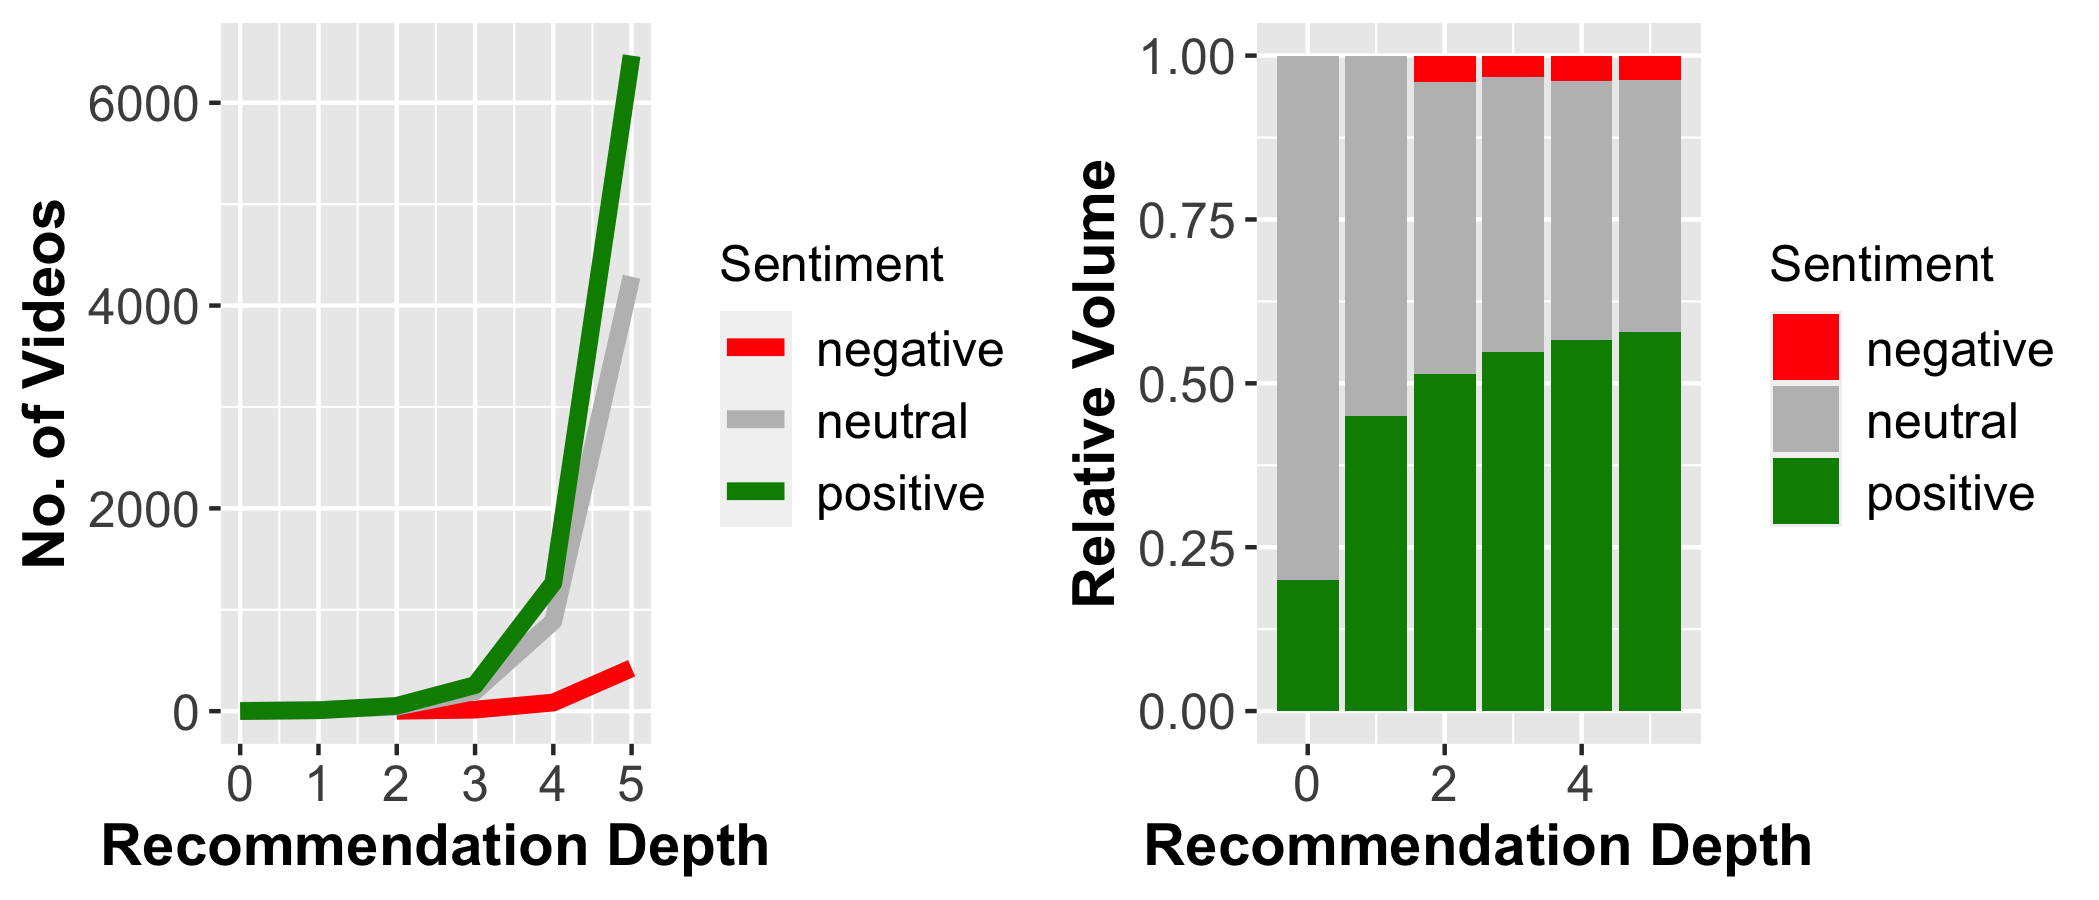 No. of Videos
6000
4000
2000
0
0 1 2 3 4 5
Recommendation Depth
Sentiment
negative
neutral
positive
Relative Volume
1.00
0.75
0.50
0.25
0.00
0 2 4
Recommendation Depth
Sentiment
negative
neutral
positive